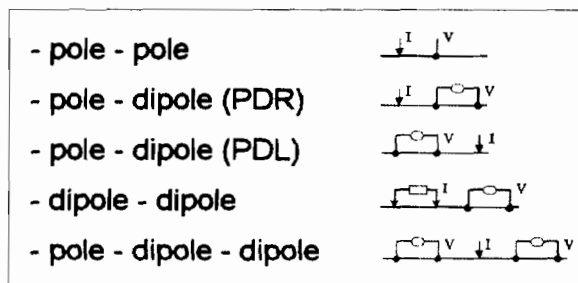 - pole - pole I V
- pole - dipole (PDR) I V
- pole - dipole (PDL) V I
- dipole - dipole I V
- pole - dipole - dipole V I V